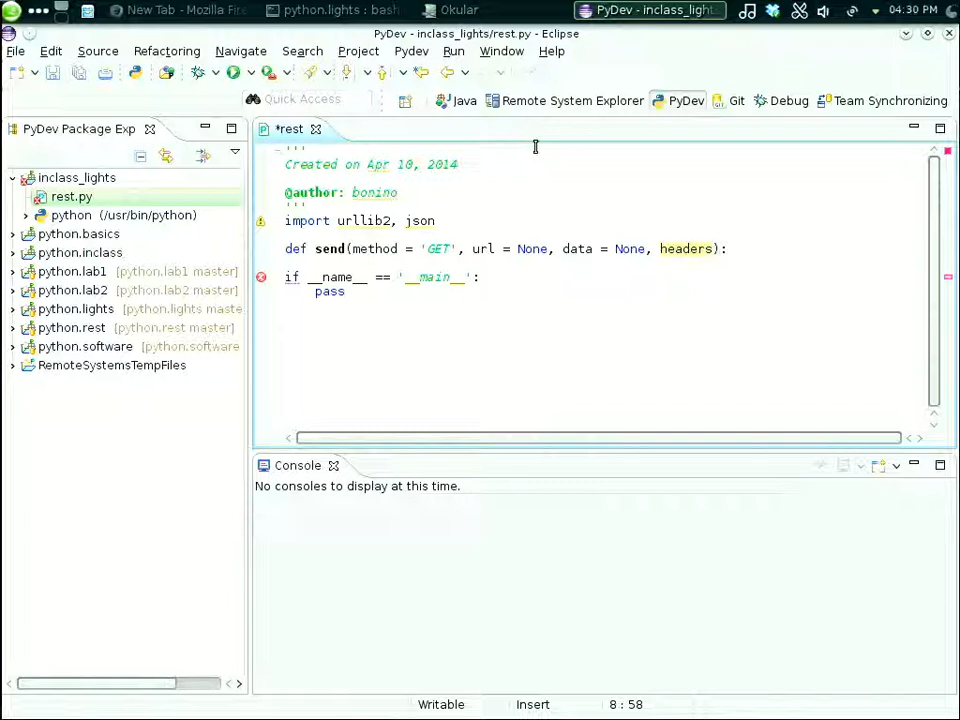 New Tab - Mozilla Fire
python.lights : bash
Okular
PyDev - inclass_light...
04:30 PM
PyDev - inclass_lights/rest.py - Eclipse
File Edit Source Refactoring Navigate Search Project Pydev Run Window Help
Quick Access
Java
Remote System Explorer
PyDev
Git
Debug
Team Synchronizing
PyDev Package Exp
*rest
inclass_lights
rest.py
python (/usr/bin/python)
python.basics
python.inclass
python.lab1 [python.lab1 master]
python.lab2 [python.lab2 master]
python.lights [python.lights maste
python.rest [python.rest master]
python.software [python.software
RemoteSystemsTempFiles
'''
Created on Apr 10, 2014
@author: bonino
'''
import urllib2, json
def send(method = 'GET', url = None, data = None, headers):
if __name__ == '__main__':
pass
Console
No consoles to display at this time.
Writable
Insert
8 : 58